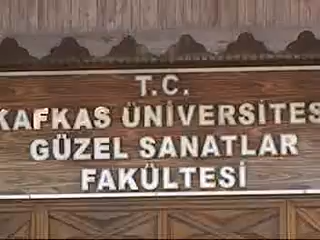 T.C.
KAFKAS ÜNİVERSİTES
GÜZEL SANATLAR
FAKÜLTESİ